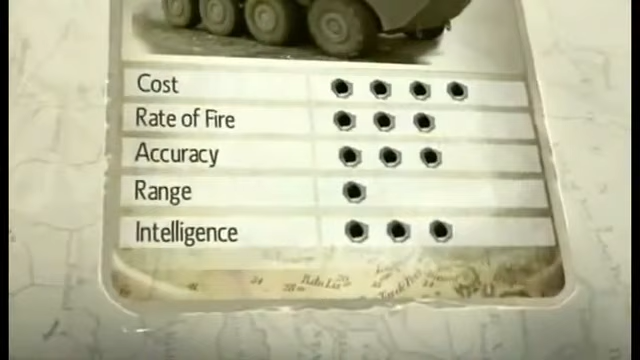 Cost
Rate of Fire
Accuracy
Range
Intelligence